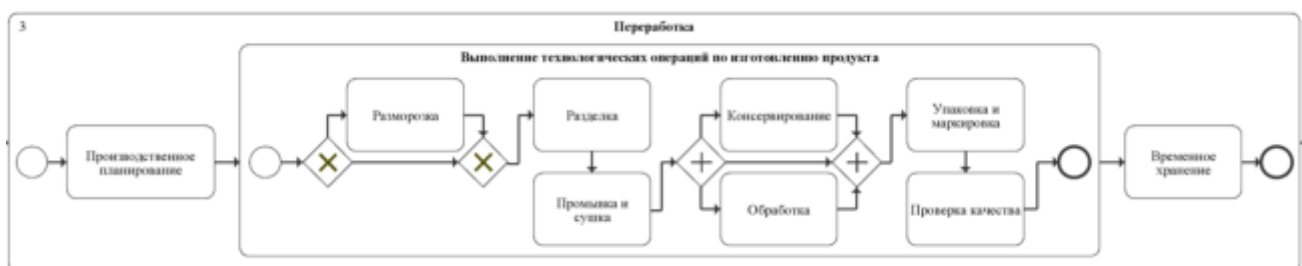 3
Переработка
Выполнение технологических операций по изготовлению продукта
Производственное
планирование
Разморозка
Разделка
Промывка и
сушка
Консервирование
Обработка
Упаковка и
маркировка
Проверка качества
Временное
хранение